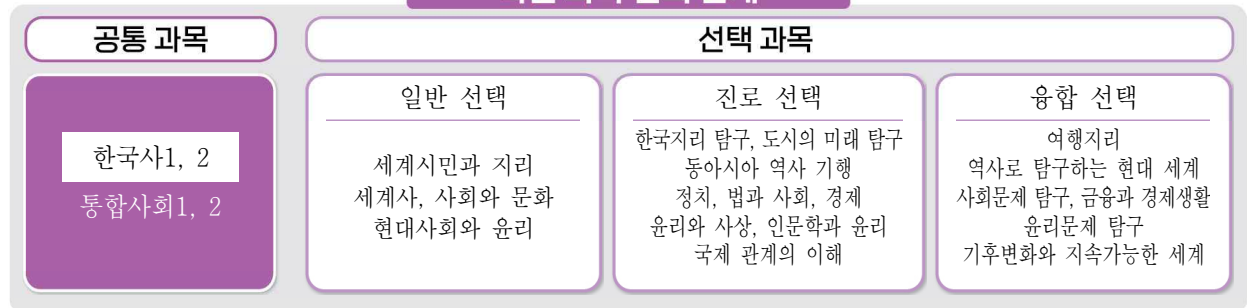 공통 과목
선택 과목
한국사1, 2
통합사회1, 2
일반 선택
세계시민과 지리
세계사, 사회와 문화
현대사회와 윤리
진로 선택
한국지리 탐구, 도시의 미래 탐구
동아시아 역사 기행
정치, 법과 사회, 경제
윤리와 사상, 인문학과 윤리
국제 관계의 이해
융합 선택
여행지리
역사로 탐구하는 현대 세계
사회문제 탐구, 금융과 경제생활
윤리문제 탐구
기후변화와 지속가능한 세계